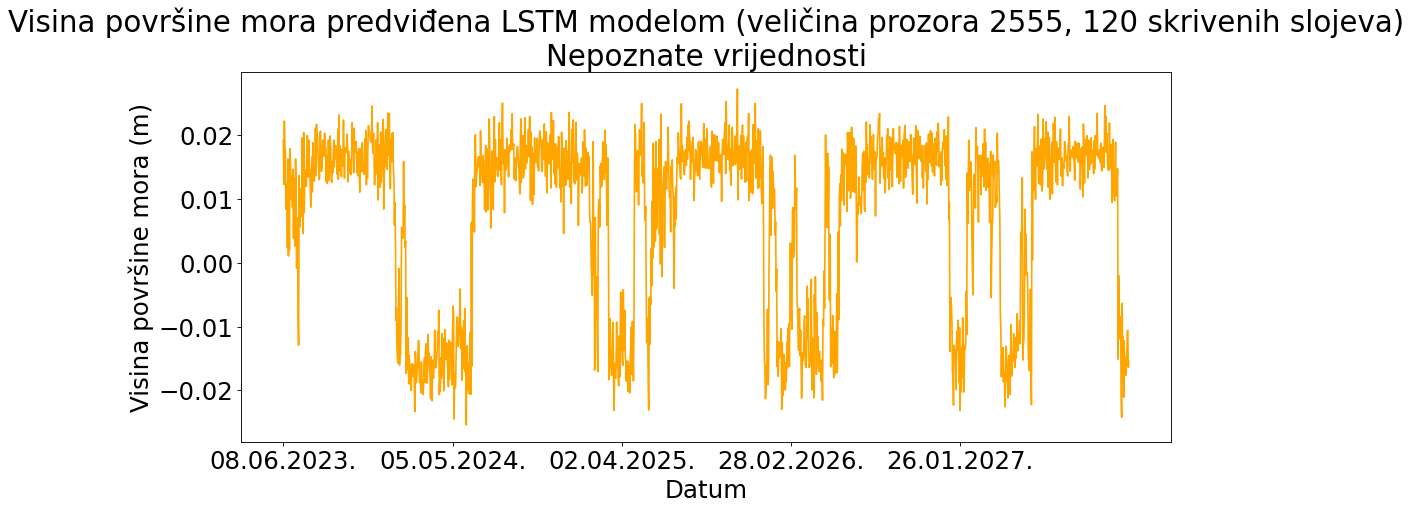 Visina površine mora predviđena LSTM modelom (veličina prozora 2555, 120 skrivenih slojeva)
Nepoznate vrijednosti
Visina površine mora (m)
0.02
0.01
0.00
−0.01
−0.02
08.06.2023. 05.05.2024. 02.04.2025. 28.02.2026. 26.01.2027.
Datum